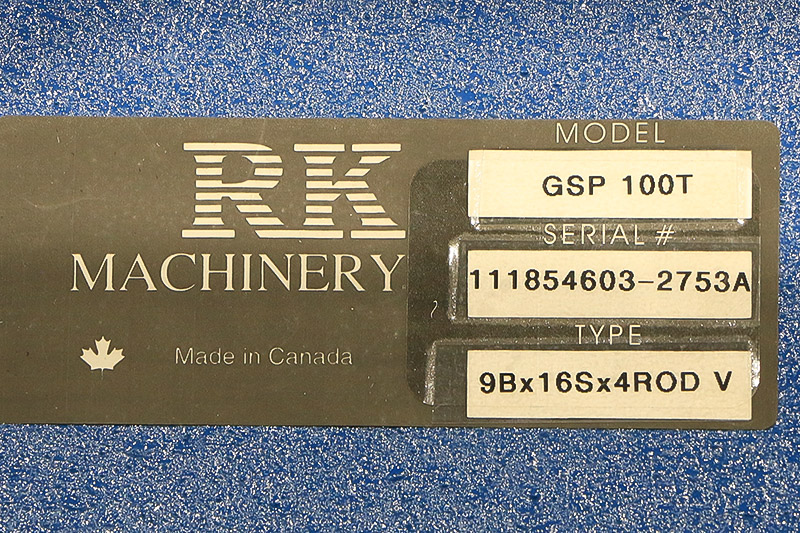 RK
MACHINERY
Made in Canada
MODEL
GSP 100T
SERIAL #
111854603-2753A
TYPE
9Bx16Sx4ROD V